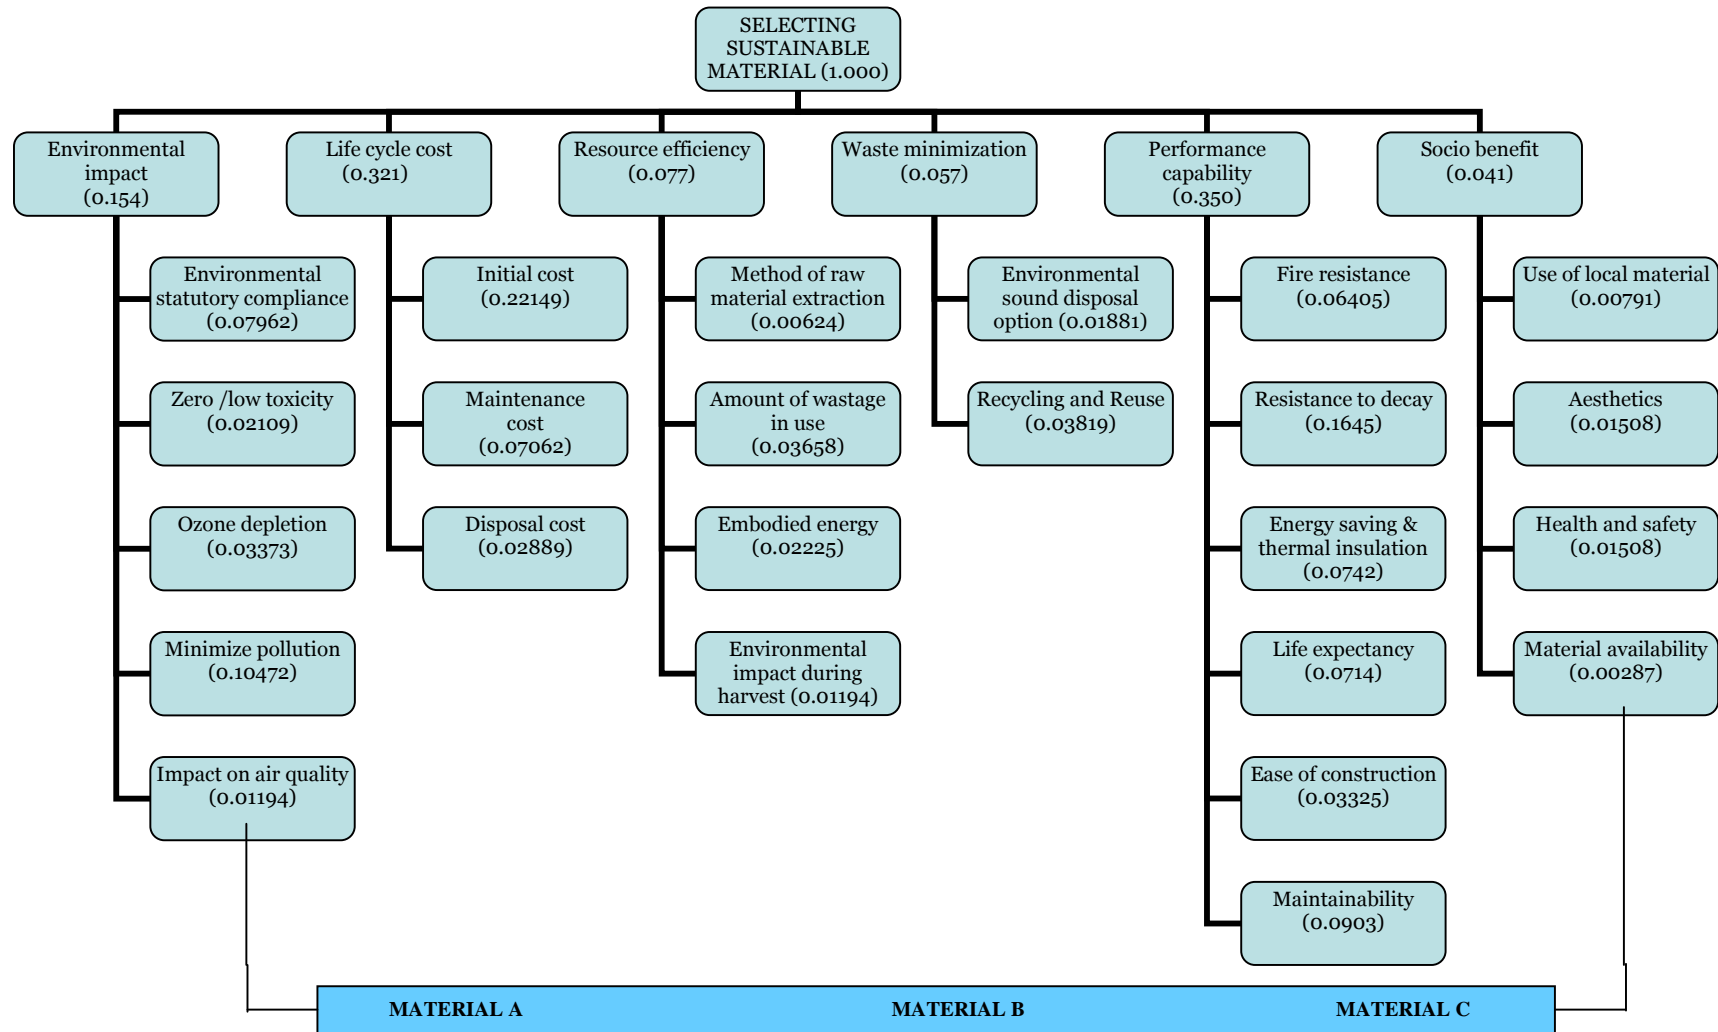 SELECTING
SUSTAINABLE
MATERIAL (1.000)
Environmental
impact
(0.154)
Life cycle cost
(0.321)
Resource efficiency
(0.077)
Waste minimization
(0.057)
Performance
capability
(0.350)
Socio benefit
(0.041)
Environmental
statutory compliance
(0.07962)
Zero /low toxicity
(0.02109)
Ozone depletion
(0.03373)
Minimize pollution
(0.10472)
Impact on air quality
(0.01194)
Initial cost
(0.22149)
Maintenance
cost
(0.07062)
Disposal cost
(0.02889)
Method of raw
material extraction
(0.00624)
Amount of wastage
in use
(0.03658)
Embodied energy
(0.02225)
Environmental
impact during
harvest (0.01194)
Environmental
sound disposal
option (0.01881)
Recycling and Reuse
(0.03819)
Fire resistance
(0.06405)
Resistance to decay
(0.1645)
Energy saving &
thermal insulation
(0.0742)
Life expectancy
(0.0714)
Ease of construction
(0.03325)
Maintainability
(0.0903)
Use of local material
(0.00791)
Aesthetics
(0.01508)
Health and safety
(0.01508)
Material availability
(0.00287)
MATERIAL A
MATERIAL B
MATERIAL C